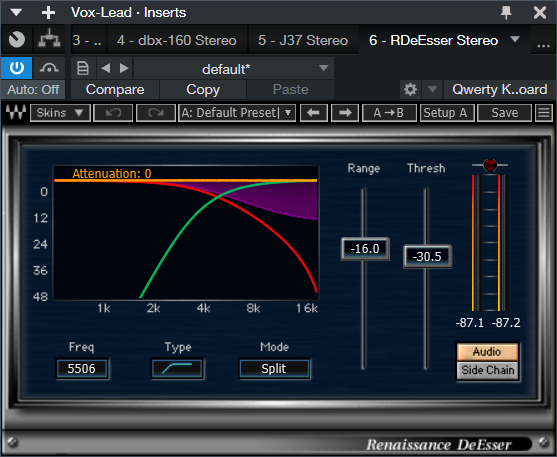 Vox-Lead · Inserts
3 - .. 4 - dbx-160 Stereo 5 - J37 Stereo 6 - RDeEsser Stereo ...
default*
Auto: Off Compare Copy Paste Qwerty K..oard
Skins A: Default Preset A→B Setup A Save
Attenuation: 0
0
12
24
36
48
1k 2k 4k 8k 16k
Range Thresh
-16.0 -30.5
-87.1 -87.2
Freq Type Mode
5506 Split
Audio
Side Chain
Renaissance DeEsser